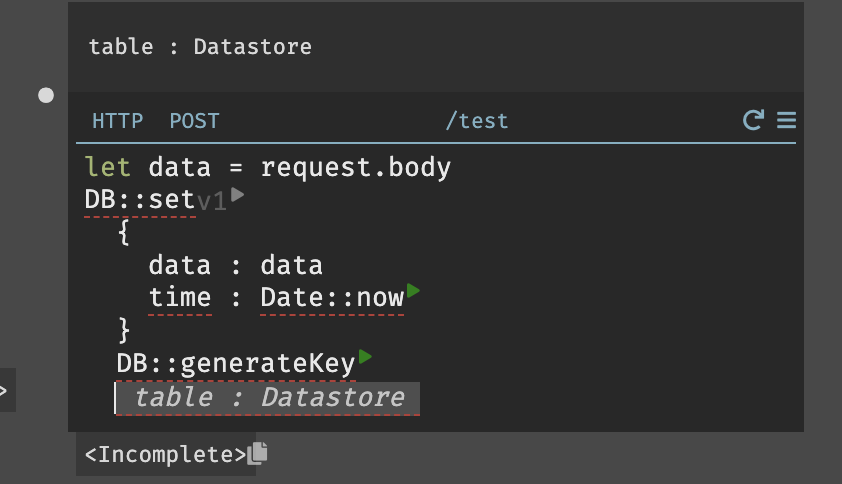 table : Datastore
HTTP POST /test
let data = request.body
DB::setv1
{
data : data
time : Date::now
}
DB::generateKey
table : Datastore
>
<Incomplete>